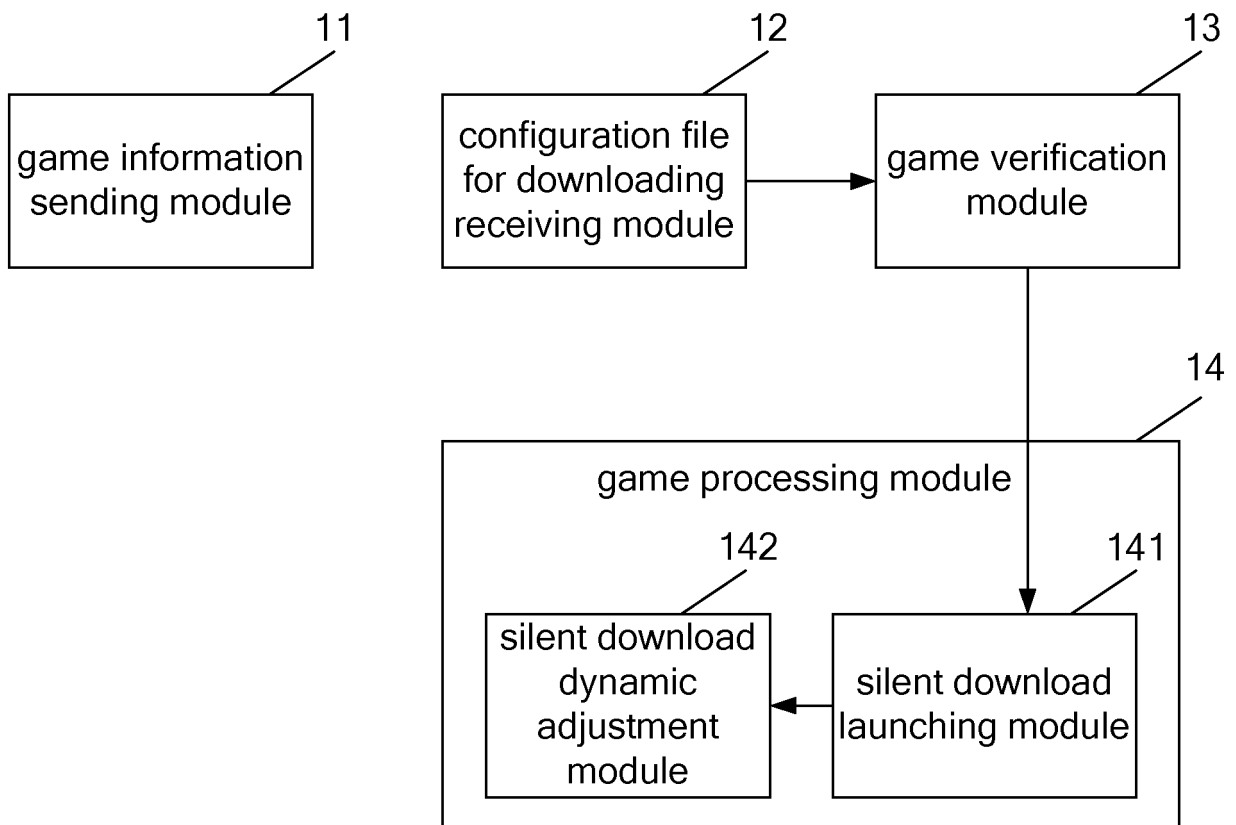 11
12
13
game information
sending module
configuration file
for downloading
receiving module
game verification
module
14
game processing module
142
141
silent download
dynamic
adjustment
module
silent download
launching module